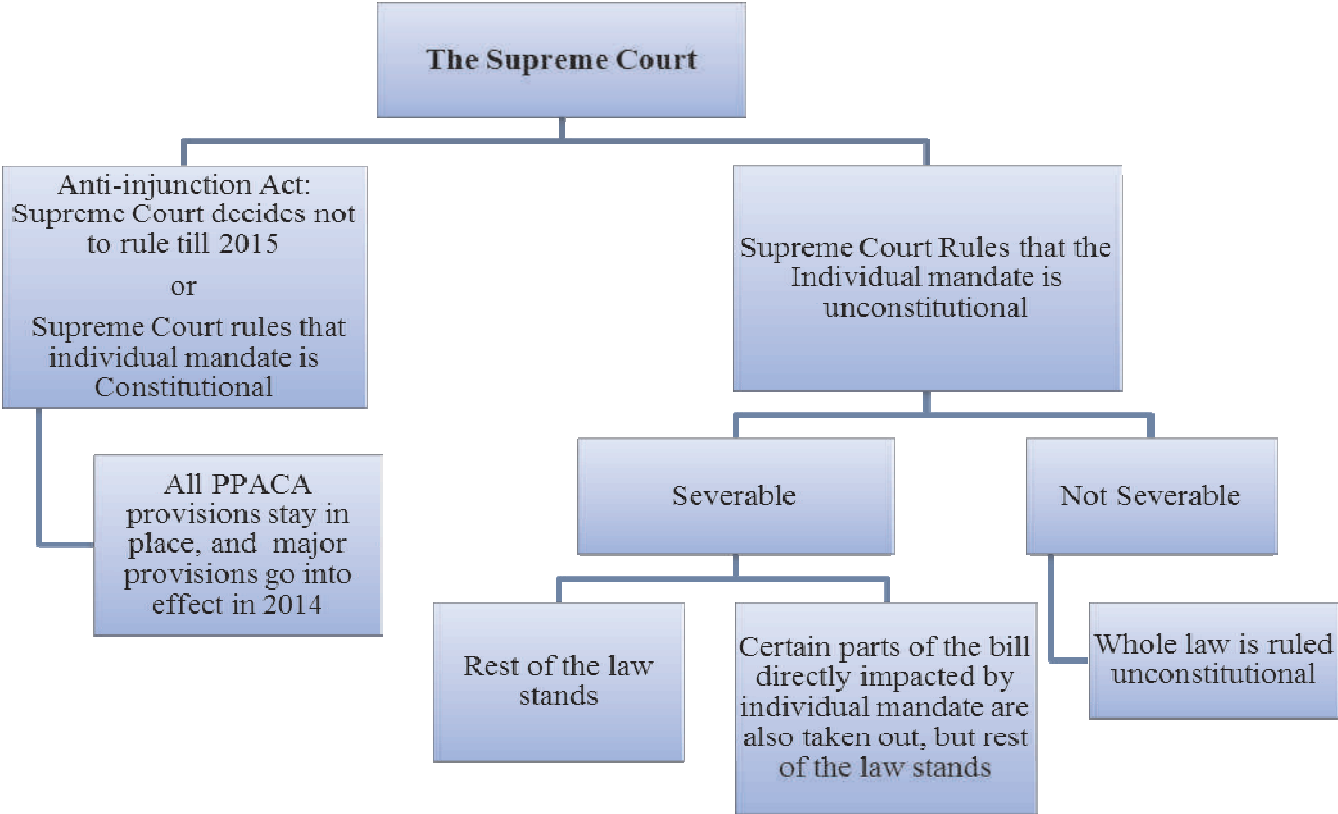 The Supreme Court
Anti-injunction Act:
Supreme Court decides not
to rule till 2015
or
Supreme Court rules that
individual mandate is
Constitutional
All PPACA
provisions stay in
place, and major
provisions go into
effect in 2014
Supreme Court Rules that the
Individual mandate is
unconstitutional
Severable
Rest of the law
stands
Certain parts of the bill
directly impacted by
individual mandate are
also taken out, but rest
of the law stands
Not Severable
Whole law is ruled
unconstitutional